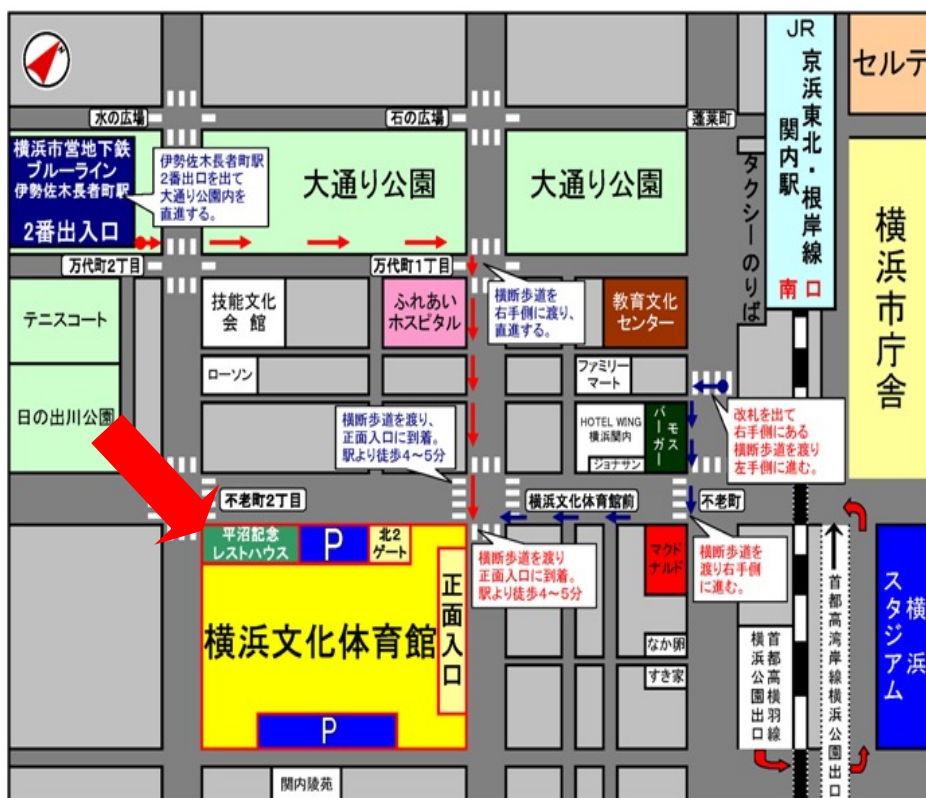 N
JR
京浜東北・根岸線
関内駅
南口
セルテ
水の広場
石の広場
蓬莱町
横浜市営地下鉄
ブルーライン
伊勢佐木長者町駅
2番出入口
伊勢佐木長者町駅
2番出口を出て
大通り公園内を
直進する。
大通り公園
大通り公園
タクシーのりば
横浜市庁舎
万代町2丁目
万代町1丁目
テニスコート
技能文化
会館
ふれあい
ホスピタル
横断歩道を
右手側に渡り、
直進する。
教育文化
センター
ローソン
ファミリー
マート
日の出川公園
横断歩道を渡り、
正面入口に到着。
駅より徒歩4～5分
HOTEL WING
横浜関内
ジョナサン
モス
バーガー
改札を出て
右手側にある
横断歩道を渡り
左手側に進む。
不老町2丁目
横浜文化体育館前
不老町
平沼記念
レストハウス
P
北2
ゲート
正面入口
横浜文化体育館
P
横断歩道を渡り
正面入口に到着。
駅より徒歩4～5分
マクド
ナルド
横断歩道を
渡り右手側
に進む。
なか卯
すき家
首都高横羽線
横浜公園出口
首都高湾岸線横浜公園出口
横浜
スタジアム
関内陵苑